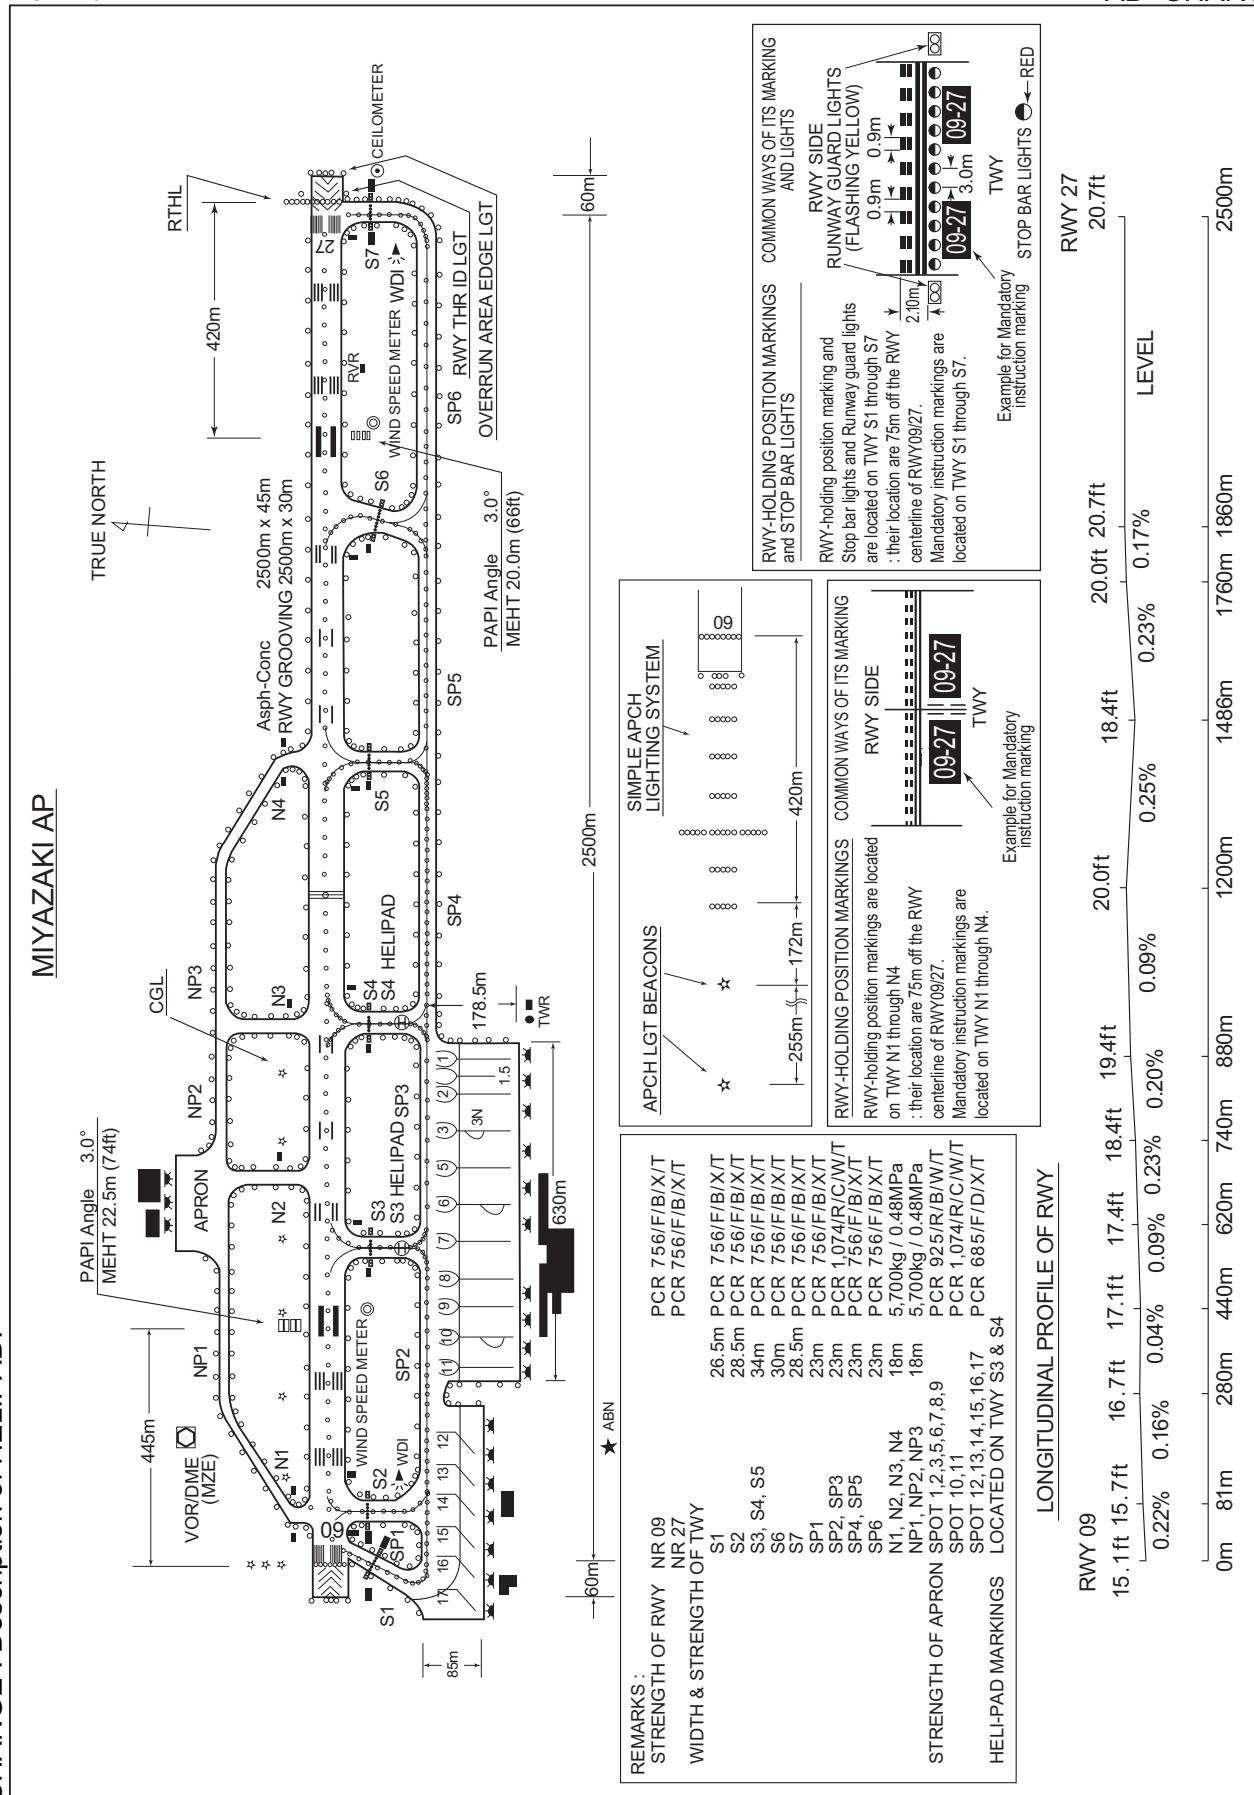 MIYAZAKI AP
TRUE NORTH
Asph-Conc 2500m x 45m
RWY GROOVING 2500m x 30m
PAPI Angle 3.0°
MEHT 22.5m (74ft)
445m
VOR/DME
(MZE)
NP1
APRON
NP2
NP3
CGL
N1
N2
N3
N4
420m
RTHL
09
27
CEILOMETER
S1
SP1
S2
WDI
WIND SPEED METER
SP2
S3
S3 HELIPAD
SP3
S4
S4 HELIPAD
SP4
S5
SP5
S6
SP6
RVR
WIND SPEED METER
WDI
S7
RWY THR ID LGT
OVERRUN AREA EDGE LGT
PAPI Angle 3.0°
MEHT 20.0m (66ft)
178.5m
TWR
H
H
17
16
15
14
13
12
11
10
9
8
7
6
5
3
3N
2
1.5
1
85m
60m
2500m
60m
630m
ABN
REMARKS :
STRENGTH OF RWY NR 09 PCR 756/F/B/X/T
NR 27 PCR 756/F/B/X/T
WIDTH & STRENGTH OF TWY
S1 26.5m PCR 756/F/B/X/T
S2 28.5m PCR 756/F/B/X/T
S3, S4, S5 34m PCR 756/F/B/X/T
S6 30m PCR 756/F/B/X/T
S7 28.5m PCR 756/F/B/X/T
SP1 23m PCR 756/F/B/X/T
SP2, SP3 23m PCR 1,074/R/C/W/T
SP4, SP5 23m PCR 756/F/B/X/T
SP6 23m PCR 756/F/B/X/T
N1, N2, N3, N4 18m 5,700kg / 0.48MPa
NP1, NP2, NP3 18m 5,700kg / 0.48MPa
STRENGTH OF APRON SPOT 1,2,3,5,6,7,8,9 PCR 925/R/B/W/T
SPOT 10,11 PCR 1,074/R/C/W/T
SPOT 12,13,14,15,16,17 PCR 685/F/D/X/T
HELI-PAD MARKINGS LOCATED ON TWY S3 & S4
APCH LGT BEACONS
SIMPLE APCH
LIGHTING SYSTEM
09
255m
172m
420m
RWY-HOLDING POSITION MARKINGS
RWY-holding position markings are located
on TWY N1 through N4
: their location are 75m off the RWY
centerline of RWY09/27.
Mandatory instruction markings are
located on TWY N1 through N4.
COMMON WAYS OF ITS MARKING
RWY SIDE
09-27
09-27
TWY
Example for Mandatory
instruction marking
RWY-HOLDING POSITION MARKINGS
and STOP BAR LIGHTS
RWY-holding position marking and
Stop bar lights and Runway guard lights
are located on TWY S1 through S7
: their location are 75m off the RWY
centerline of RWY09/27.
Mandatory instruction markings are
located on TWY S1 through S7.
COMMON WAYS OF ITS MARKING
AND LIGHTS
RWY SIDE
RUNWAY GUARD LIGHTS
(FLASHING YELLOW)
0.9m 0.9m
2.10m
09-27
09-27
3.0m
TWY
Example for Mandatory
instruction marking
STOP BAR LIGHTS
RED
LONGITUDINAL PROFILE OF RWY
RWY 09
RWY 27
15.1ft 15.7ft 16.7ft 17.1ft 17.4ft 18.4ft 19.4ft 20.0ft 18.4ft 20.0ft 20.7ft 20.7ft
0.22% 0.16% 0.04% 0.09% 0.23% 0.20% 0.09% 0.25% 0.23% 0.17% LEVEL
0m 81m 280m 440m 620m 740m 880m 1200m 1486m 1760m 1860m 2500m